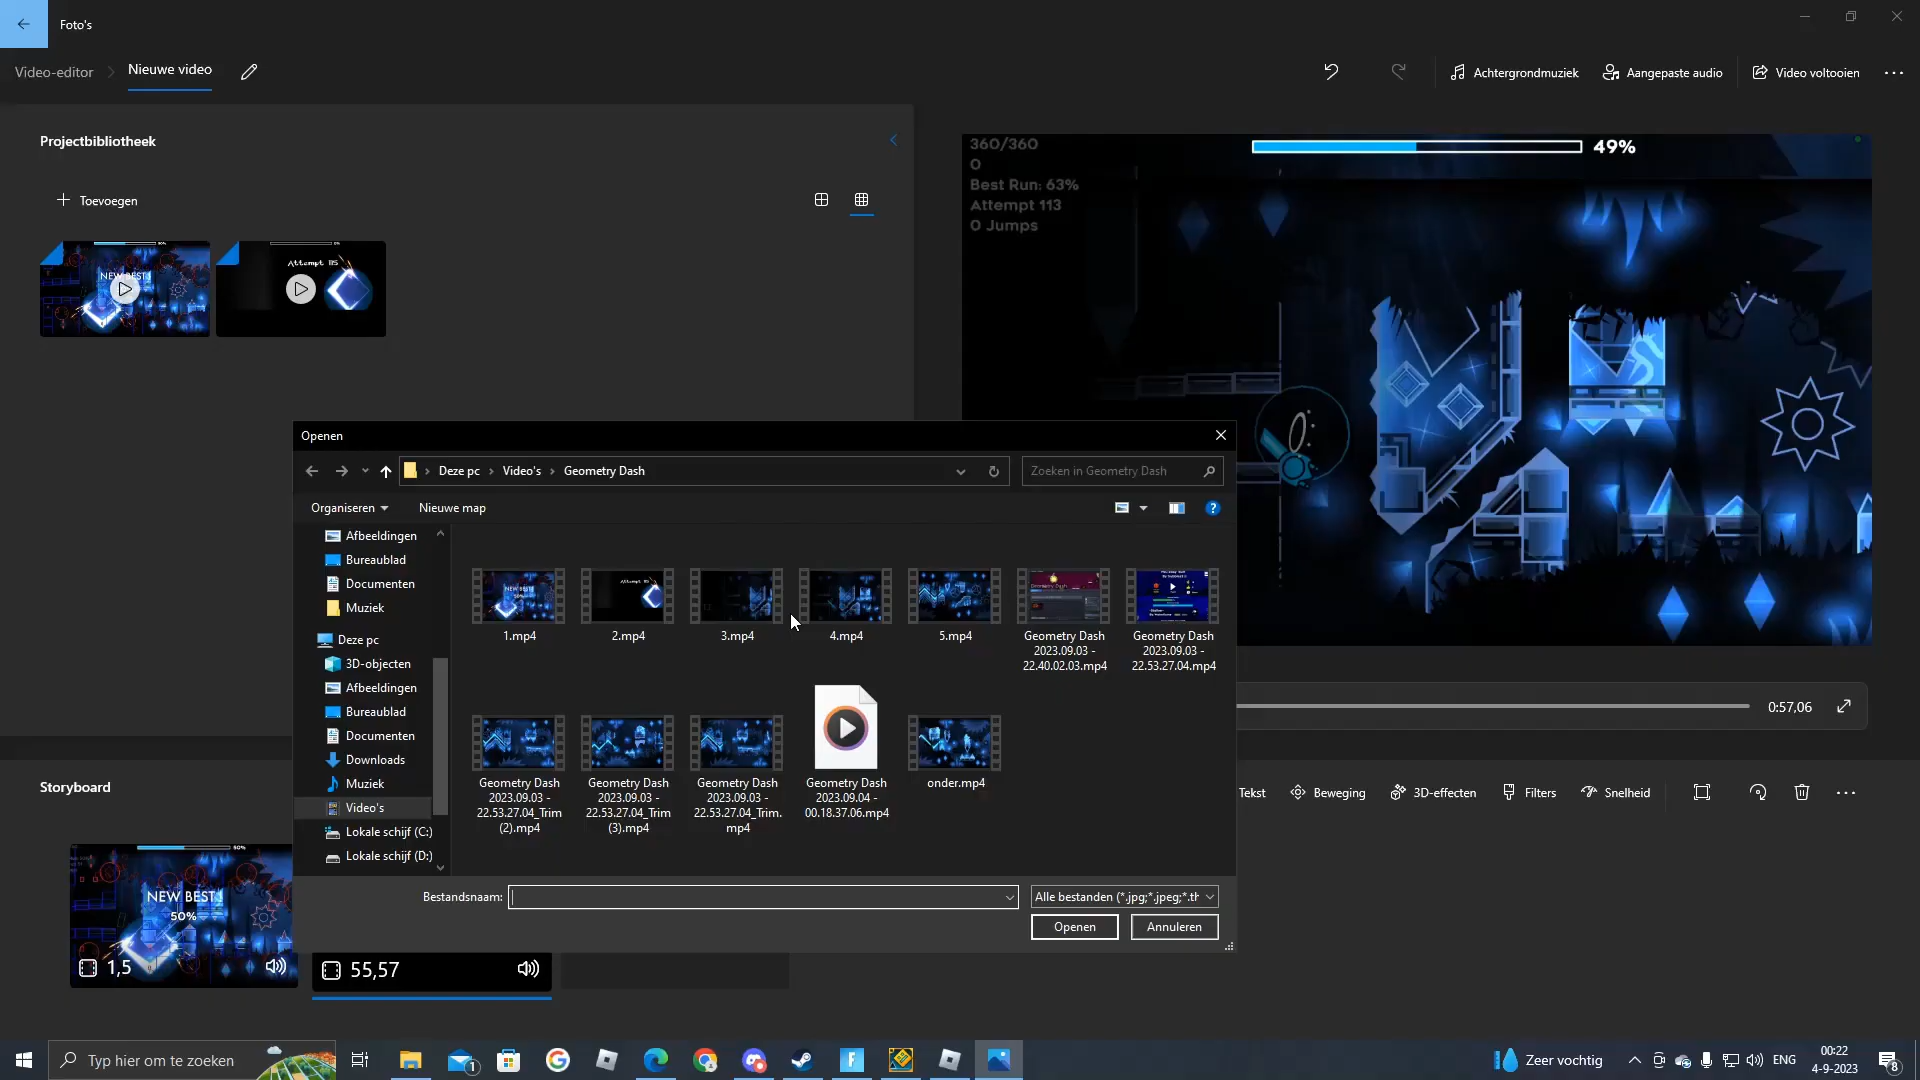 Foto's
Video-editor
Nieuwe video
Achtergrondmuziek
Aangepaste audio
Video voltooien
Projectbibliotheek
Toevoegen
NEW BEST!
Attempt 115
360/360
0
Best Run: 63%
Attempt 113
0 Jumps
49%
Openen
Deze pc
Video's
Geometry Dash
Zoeken in Geometry Dash
Organiseren
Nieuwe map
Afbeeldingen
Bureaublad
Documenten
Muziek
Deze pc
3D-objecten
Afbeeldingen
Bureaublad
Documenten
Downloads
Muziek
Video's
Lokale schijf (C:)
Lokale schijf (D:)
1.mp4
2.mp4
3.mp4
4.mp4
5.mp4
Geometry Dash
2023.09.03 -
22.40.02.03.mp4
Geometry Dash
2023.09.03 -
22.53.27.04.mp4
Geometry Dash
2023.09.03 -
22.53.27.04_Trim
(2).mp4
Geometry Dash
2023.09.03 -
22.53.27.04_Trim
(3).mp4
Geometry Dash
2023.09.03 -
22.53.27.04_Trim.
mp4
Geometry Dash
2023.09.04 -
00.18.37.06.mp4
onder.mp4
Bestandsnaam:
Alle bestanden (*.jpg;*.jpeg;*.th
Openen
Annuleren
0:57,06
Tekst
Beweging
3D-effecten
Filters
Snelheid
Storyboard
50%
NEW BEST!
50%
1,5
55,57
Typ hier om te zoeken
1
Zeer vochtig
ENG
00:22
4-9-2023
8